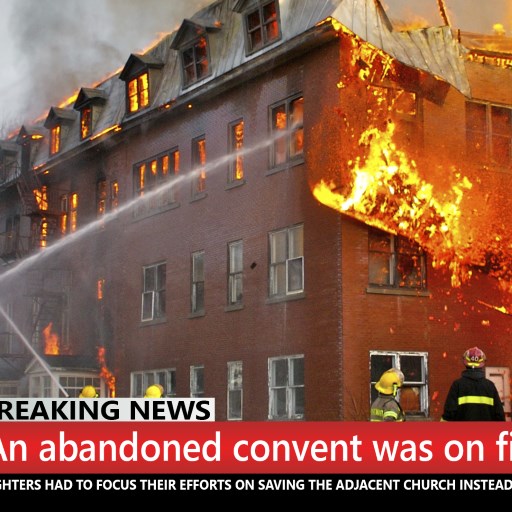 REAKING NEWS
An abandoned convent was on fi
GHTERS HAD TO FOCUS THEIR EFFORTS ON SAVING THE ADJACENT CHURCH INSTEAD